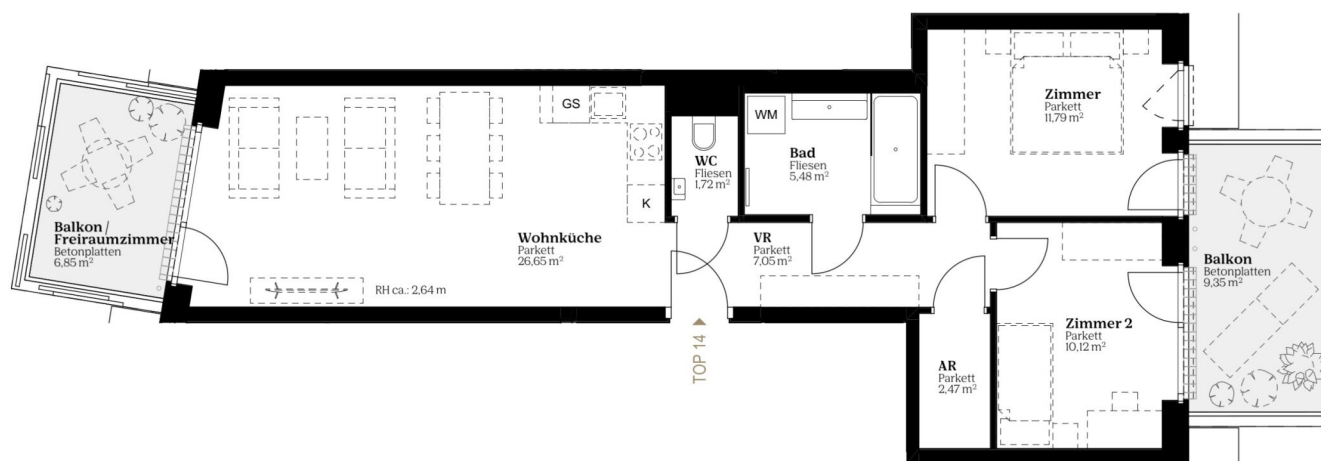 Balkon/
Freiraumzimmer
Betonplatten
6,85 m²
Wohnküche
Parkett
26,65 m²
RH ca.: 2,64 m
GS
K
WC
Fliesen
1,72 m²
WM
Bad
Fliesen
5,48 m²
VR
Parkett
7,05 m²
TOP 14
Zimmer
Parkett
11,79 m²
Zimmer 2
Parkett
10,12 m²
AR
Parkett
2,47 m²
Balkon
Betonplatten
9,35 m²